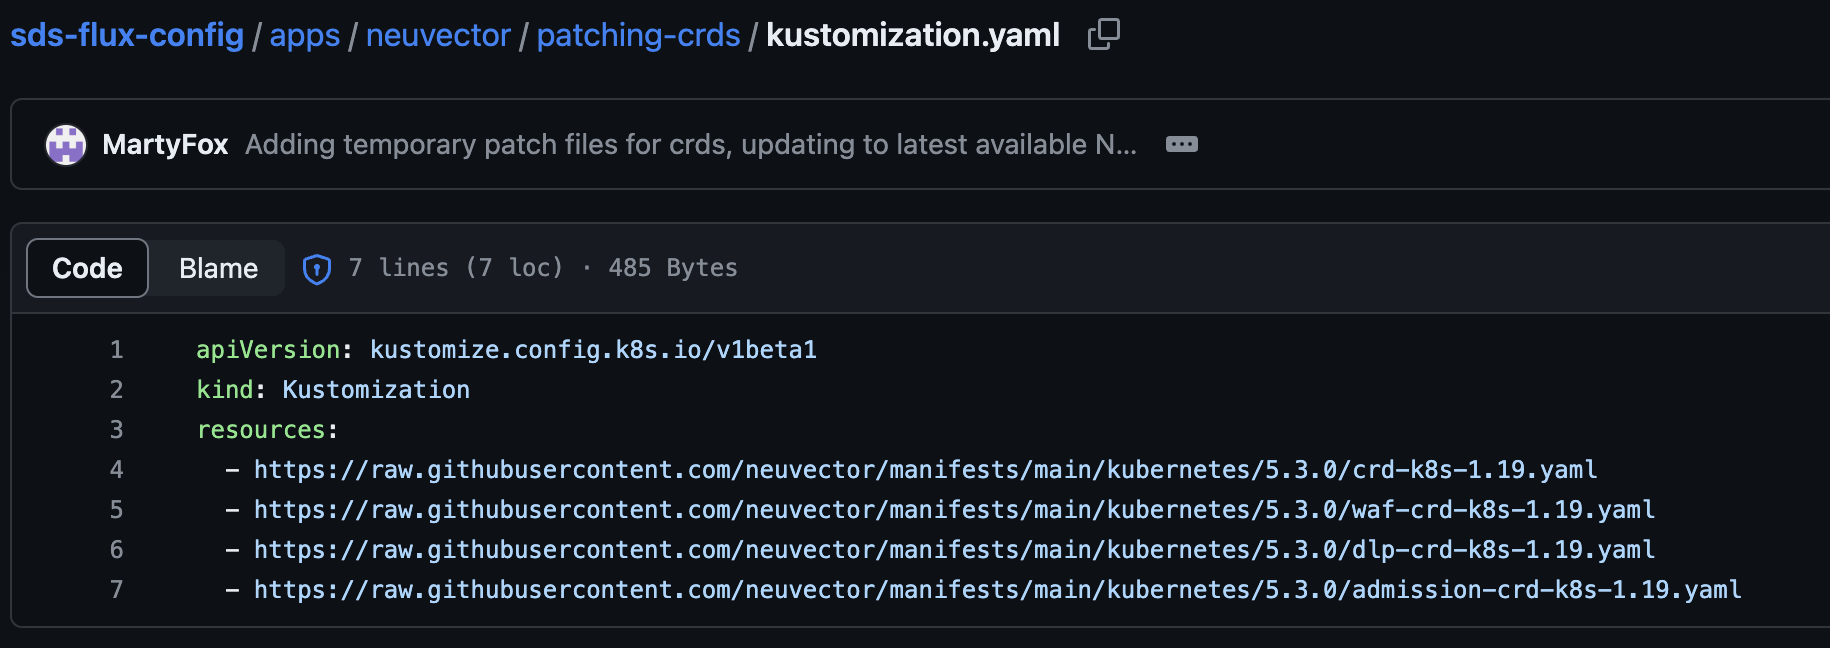 sds-flux-config / apps / neuvector / patching-crds / kustomization.yaml
MartyFox Adding temporary patch files for crds, updating to latest available N...
Code Blame 7 lines (7 loc) · 485 Bytes
1 apiVersion: kustomize.config.k8s.io/v1beta1
2 kind: Kustomization
3 resources:
4 - https://raw.githubusercontent.com/neuvector/manifests/main/kubernetes/5.3.0/crd-k8s-1.19.yaml
5 - https://raw.githubusercontent.com/neuvector/manifests/main/kubernetes/5.3.0/waf-crd-k8s-1.19.yaml
6 - https://raw.githubusercontent.com/neuvector/manifests/main/kubernetes/5.3.0/dlp-crd-k8s-1.19.yaml
7 - https://raw.githubusercontent.com/neuvector/manifests/main/kubernetes/5.3.0/admission-crd-k8s-1.19.yaml